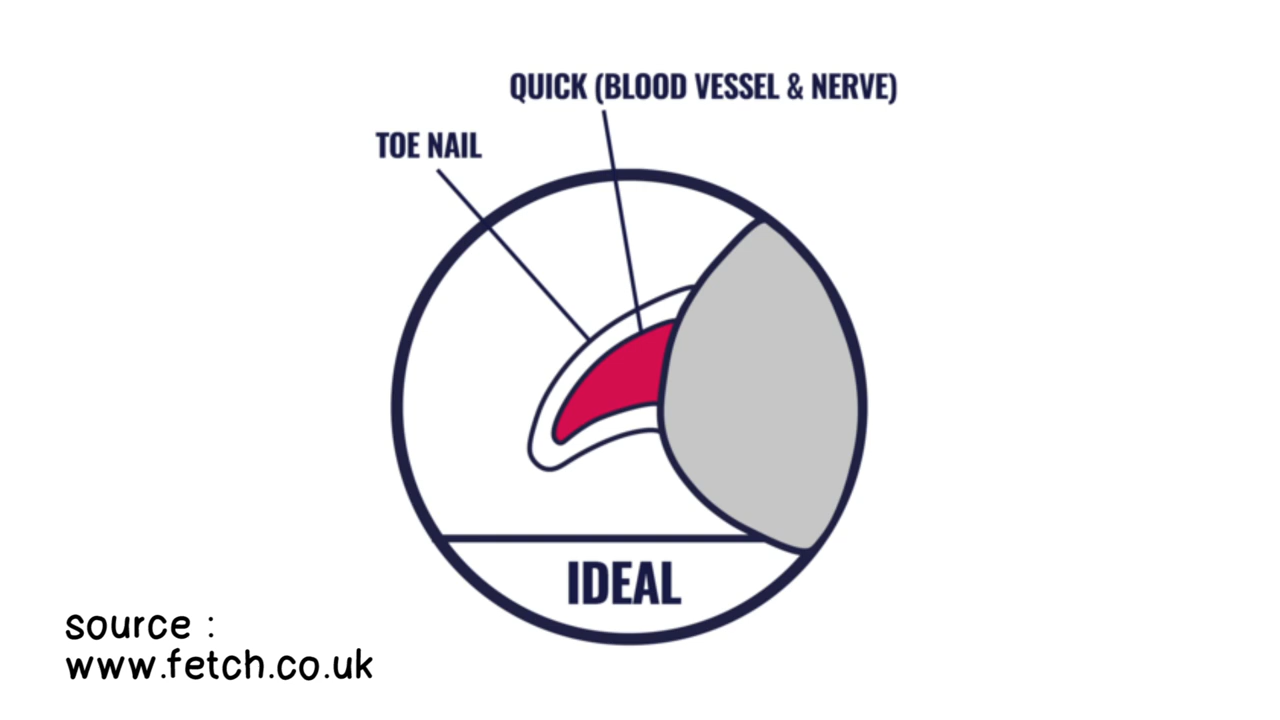 QUICK (BLOOD VESSEL & NERVE)
TOE NAIL
IDEAL
source :
www.fetch.co.uk